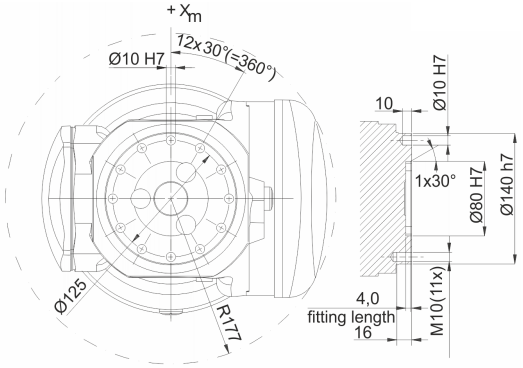 + Xm
12x30°(=360°)
Ø10 H7
10
Ø10 H7
1x30°
Ø80 H7
Ø140 h7
Ø125
R177
4,0
fitting length
16
M10(11x)